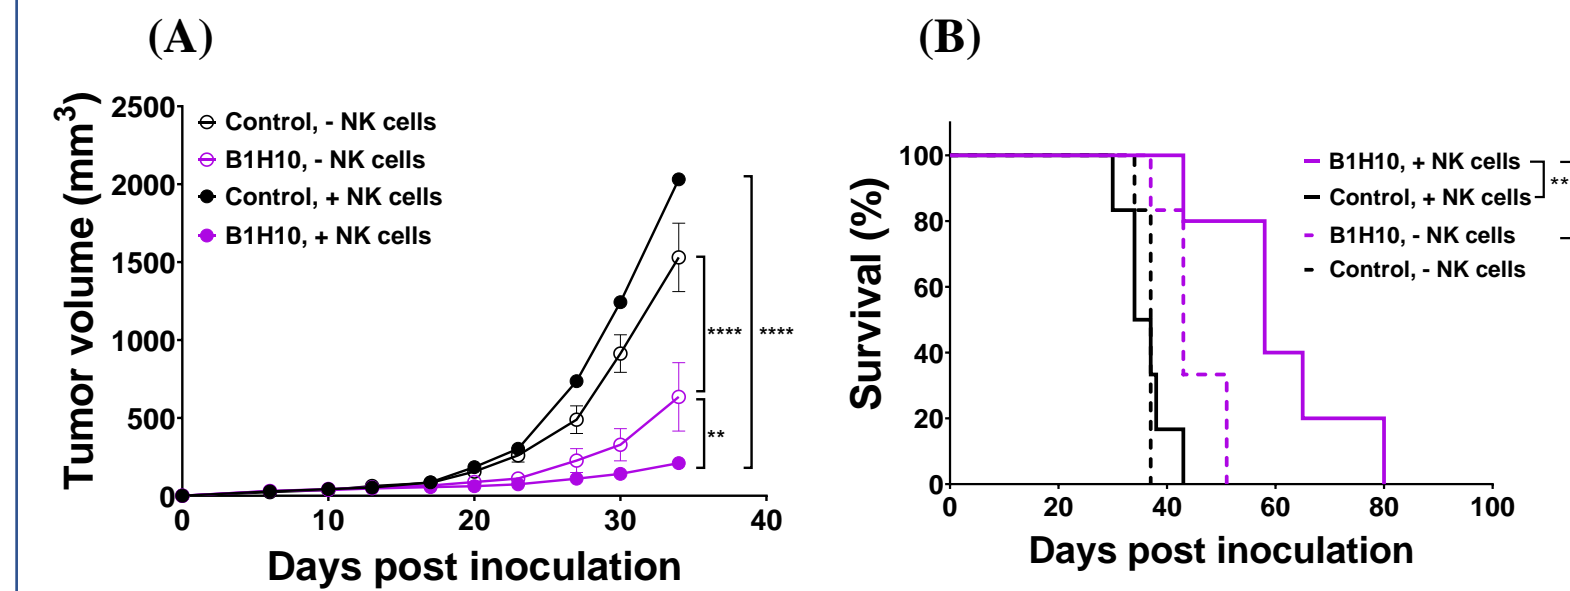 (A)
(B)
Tumor volume (mm3)
2500
2000
1500
1000
500
0
Control, - NK cells
B1H10, - NK cells
Control, + NK cells
B1H10, + NK cells
****
****
**
0 10 20 30 40
Days post inoculation
Survival (%)
100
80
60
40
20
0
B1H10, + NK cells
Control, + NK cells
B1H10, - NK cells
Control, - NK cells
**
0 20 40 60 80 100
Days post inoculation